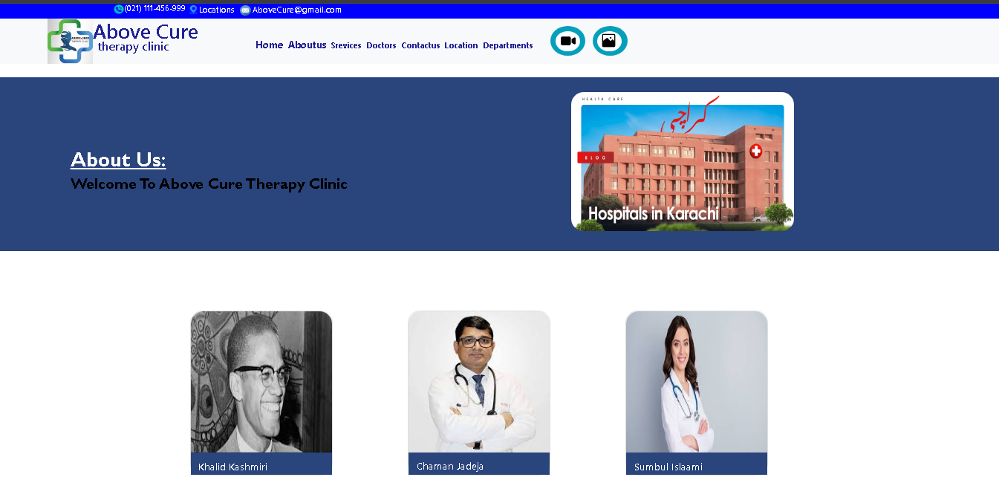 (021) 111-456-999 Locations AboveCure@gmail.com
Above Cure
therapy clinic
Home Aboutus Srevices Doctors Contactus Location Departments
HEALTH CARE
کراچی
BLOG
Hospitals in Karachi
About Us:
Welcome To Above Cure Therapy Clinic
Khalid Kashmiri
Chaman Jadeja
Sumbul Islaami